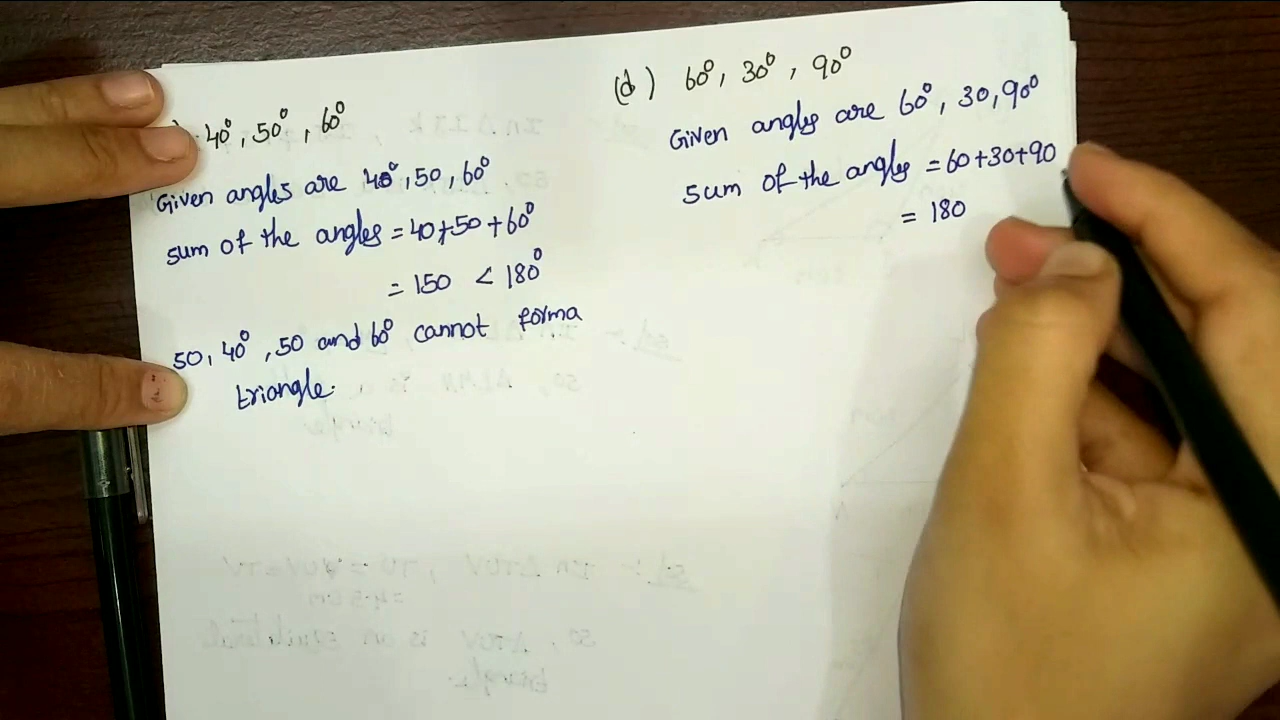 ) 40°, 50°, 60°
Given angles are 40°, 50, 60°
sum of the angles = 40+50+60°
= 150 < 180°
so, 40°, 50 and 60° cannot form a
triangle.
(d) 60°, 30°, 90°
Given angles are 60°, 30, 90°
sum of the angles = 60+30+90
= 180